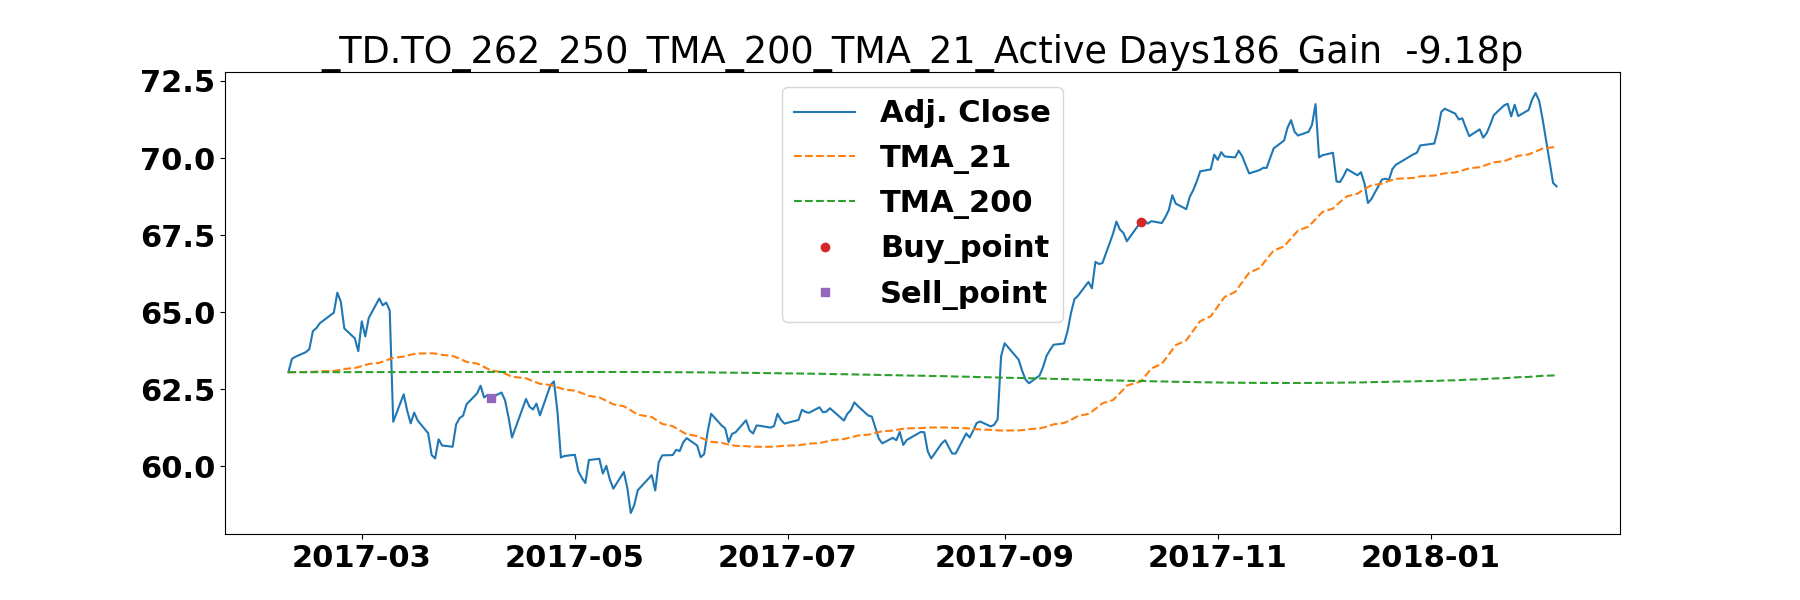 _TD.TO_262_250_TMA_200_TMA_21_Active Days186_Gain  -9.18p
72.5
70.0
67.5
65.0
62.5
60.0
Adj. Close
TMA_21
TMA_200
Buy_point
Sell_point
2017-03 2017-05 2017-07 2017-09 2017-11 2018-01